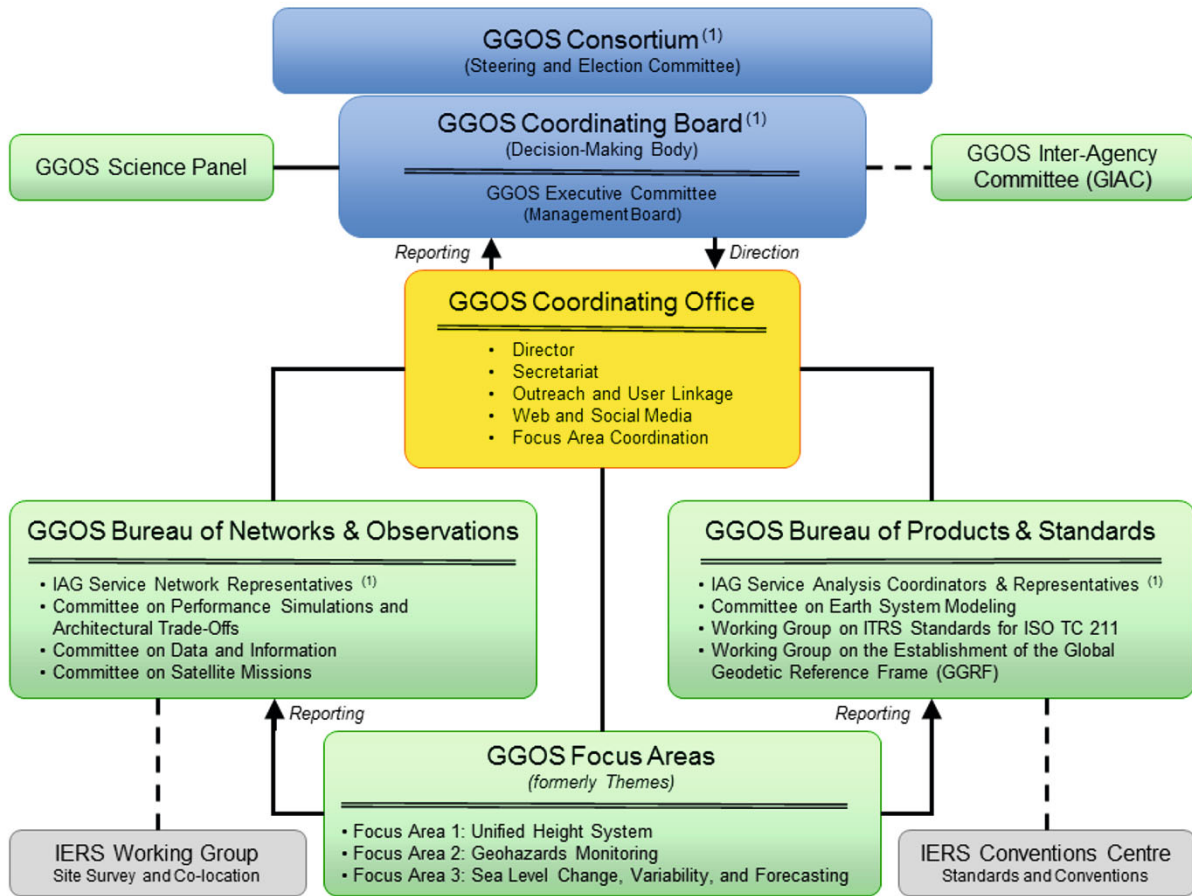 GGOS Consortium (1)
(Steering and Election Committee)
GGOS Coordinating Board (1)
(Decision-Making Body)
GGOS Executive Committee
(Management Board)
GGOS Science Panel
GGOS Inter-Agency
Committee (GIAC)
Reporting
Direction
GGOS Coordinating Office
• Director
• Secretariat
• Outreach and User Linkage
• Web and Social Media
• Focus Area Coordination
GGOS Bureau of Networks & Observations
• IAG Service Network Representatives (1)
• Committee on Performance Simulations and
Architectural Trade-Offs
• Committee on Data and Information
• Committee on Satellite Missions
GGOS Bureau of Products & Standards
• IAG Service Analysis Coordinators & Representatives (1)
• Committee on Earth System Modeling
• Working Group on ITRS Standards for ISO TC 211
• Working Group on the Establishment of the Global
Geodetic Reference Frame (GGRF)
Reporting
Reporting
GGOS Focus Areas
(formerly Themes)
• Focus Area 1: Unified Height System
• Focus Area 2: Geohazards Monitoring
• Focus Area 3: Sea Level Change, Variability, and Forecasting
IERS Working Group
Site Survey and Co-location
IERS Conventions Centre
Standards and Conventions